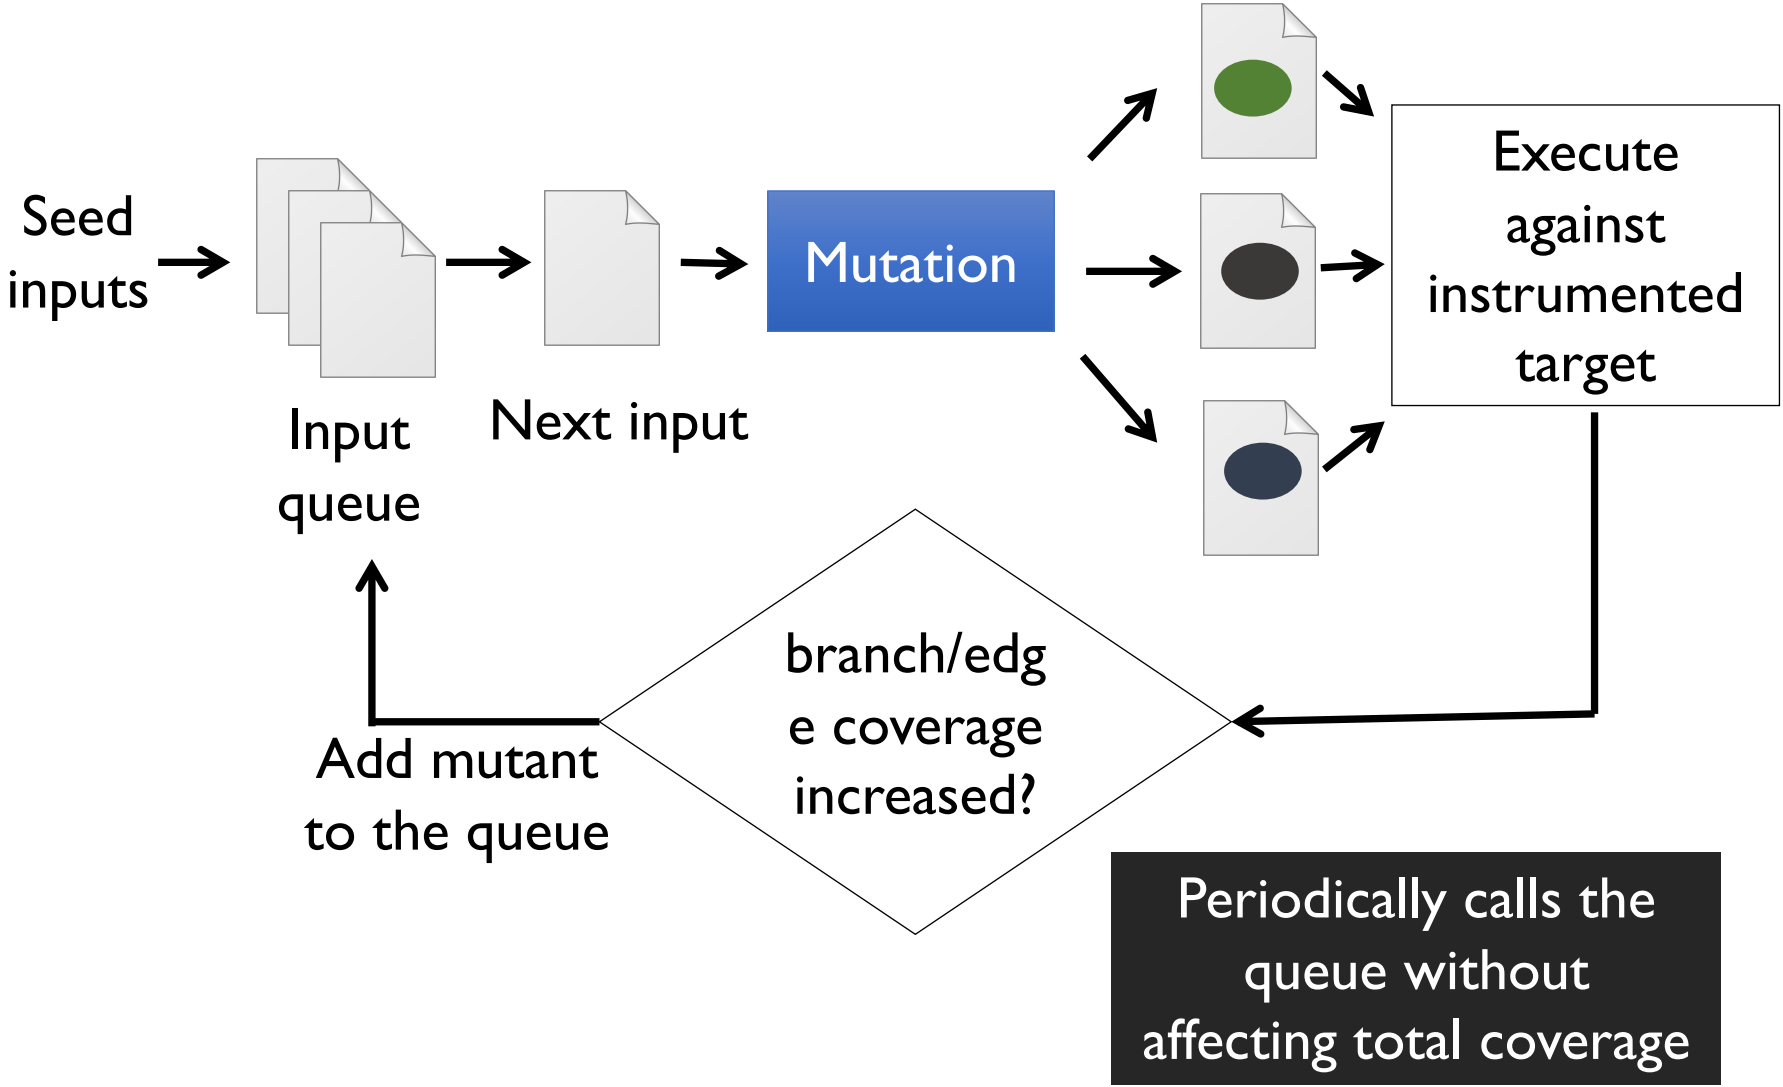 Seed
inputs
Input
queue
Next input
Mutation
Execute
against
instrumented
target
branch/edg
e coverage
increased?
Add mutant
to the queue
Periodically calls the
queue without
affecting total coverage